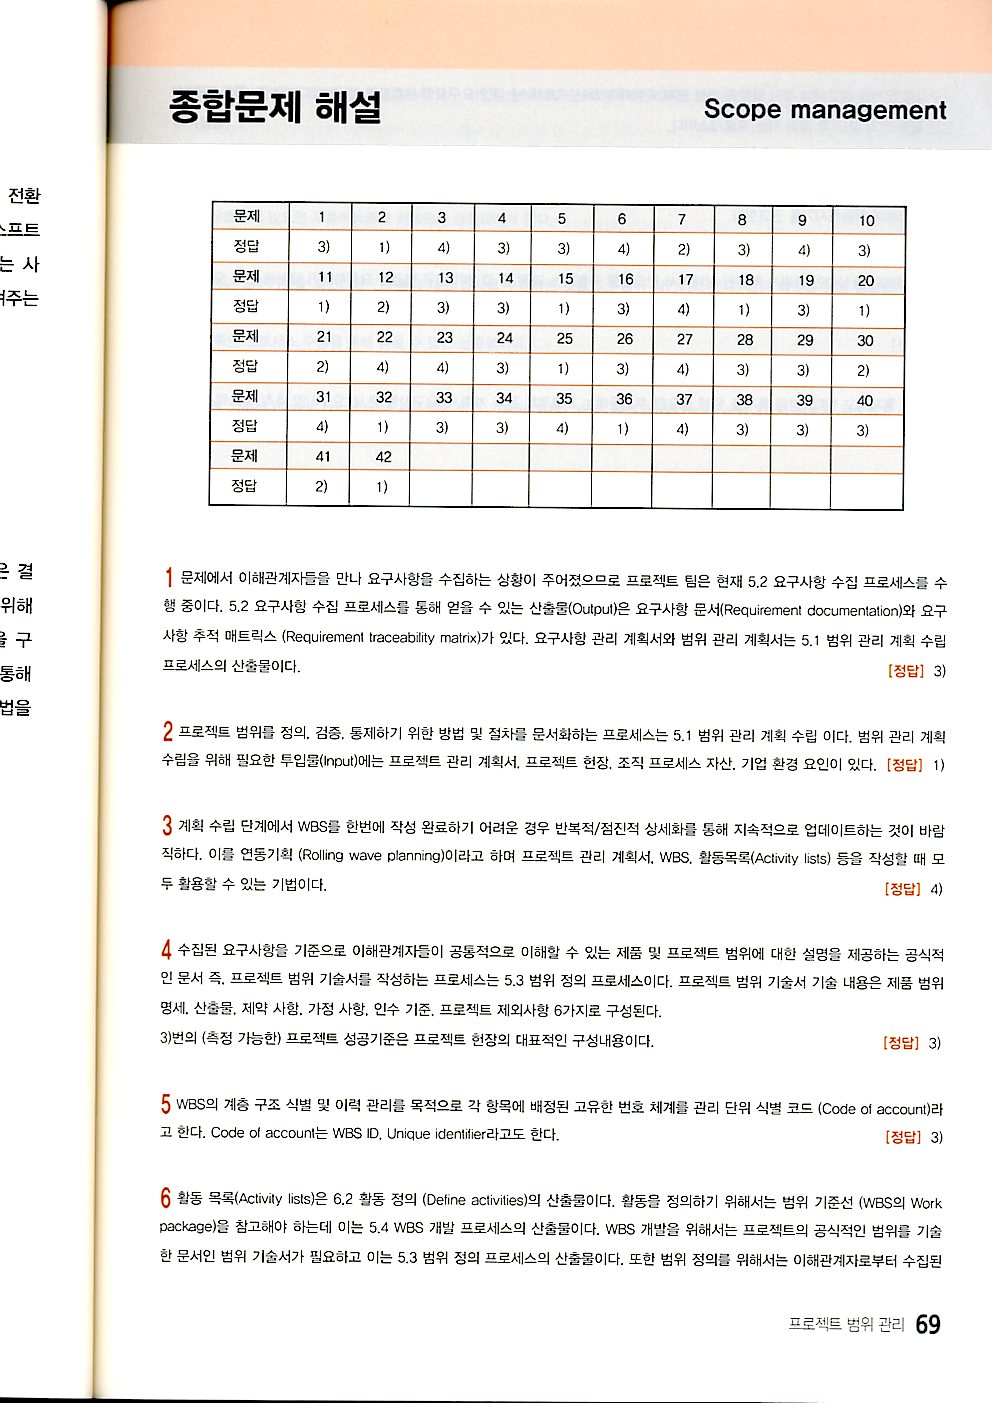 전환
스프트
는 사
여주는
은 결
위해
을 구
통해
법을
종합문제 해설 Scope management
문제 1 2 3 4 5 6 7 8 9 10
정답 3) 1) 4) 3) 3) 4) 2) 3) 4) 3)
문제 11 12 13 14 15 16 17 18 19 20
정답 1) 2) 3) 3) 1) 3) 4) 1) 3) 1)
문제 21 22 23 24 25 26 27 28 29 30
정답 2) 4) 4) 3) 1) 3) 4) 3) 3) 2)
문제 31 32 33 34 35 36 37 38 39 40
정답 4) 1) 3) 3) 4) 1) 4) 3) 3) 3)
문제 41 42
정답 2) 1)
1 문제에서 이해관계자들을 만나 요구사항을 수집하는 상황이 주어졌으므로 프로젝트 팀은 현재 5.2 요구사항 수집 프로세스를 수
행 중이다. 5.2 요구사항 수집 프로세스를 통해 얻을 수 있는 산출물(Output)은 요구사항 문서(Requirement documentation)와 요구
사항 추적 매트릭스 (Requirement traceability matrix)가 있다. 요구사항 관리 계획서와 범위 관리 계획서는 5.1 범위 관리 계획 수립
프로세스의 산출물이다. [정답] 3)
2 프로젝트 범위를 정의, 검증, 통제하기 위한 방법 및 절차를 문서화하는 프로세스는 5.1 범위 관리 계획 수립 이다. 범위 관리 계획
수립을 위해 필요한 투입물(Input)에는 프로젝트 관리 계획서, 프로젝트 헌장, 조직 프로세스 자산, 기업 환경 요인이 있다. [정답] 1)
3 계획 수립 단계에서 WBS를 한번에 작성 완료하기 어려운 경우 반복적/점진적 상세화를 통해 지속적으로 업데이트하는 것이 바람
직하다. 이를 연동기획 (Rolling wave planning)이라고 하며 프로젝트 관리 계획서, WBS, 활동목록(Activity lists) 등을 작성할 때 모
두 활용할 수 있는 기법이다. [정답] 4)
4 수집된 요구사항을 기준으로 이해관계자들이 공통적으로 이해할 수 있는 제품 및 프로젝트 범위에 대한 설명을 제공하는 공식적
인 문서 즉, 프로젝트 범위 기술서를 작성하는 프로세스는 5.3 범위 정의 프로세스이다. 프로젝트 범위 기술서 기술 내용은 제품 범위
명세, 산출물, 제약 사항, 가정 사항, 인수 기준, 프로젝트 제외사항 6가지로 구성된다.
3)번의 (측정 가능한) 프로젝트 성공기준은 프로젝트 헌장의 대표적인 구성내용이다. [정답] 3)
5 WBS의 계층 구조 식별 및 이력 관리를 목적으로 각 항목에 배정된 고유한 번호 체계를 관리 단위 식별 코드 (Code of account)라
고 한다. Code of account는 WBS ID, Unique identifier라고도 한다. [정답] 3)
6 활동 목록(Activity lists)은 6.2 활동 정의 (Define activities)의 산출물이다. 활동을 정의하기 위해서는 범위 기준선 (WBS의 Work
package)을 참고해야 하는데 이는 5.4 WBS 개발 프로세스의 산출물이다. WBS 개발을 위해서는 프로젝트의 공식적인 범위를 기술
한 문서인 범위 기술서가 필요하고 이는 5.3 범위 정의 프로세스의 산출물이다. 또한 범위 정의를 위해서는 이해관계자로부터 수집된
프로젝트 범위 관리 69